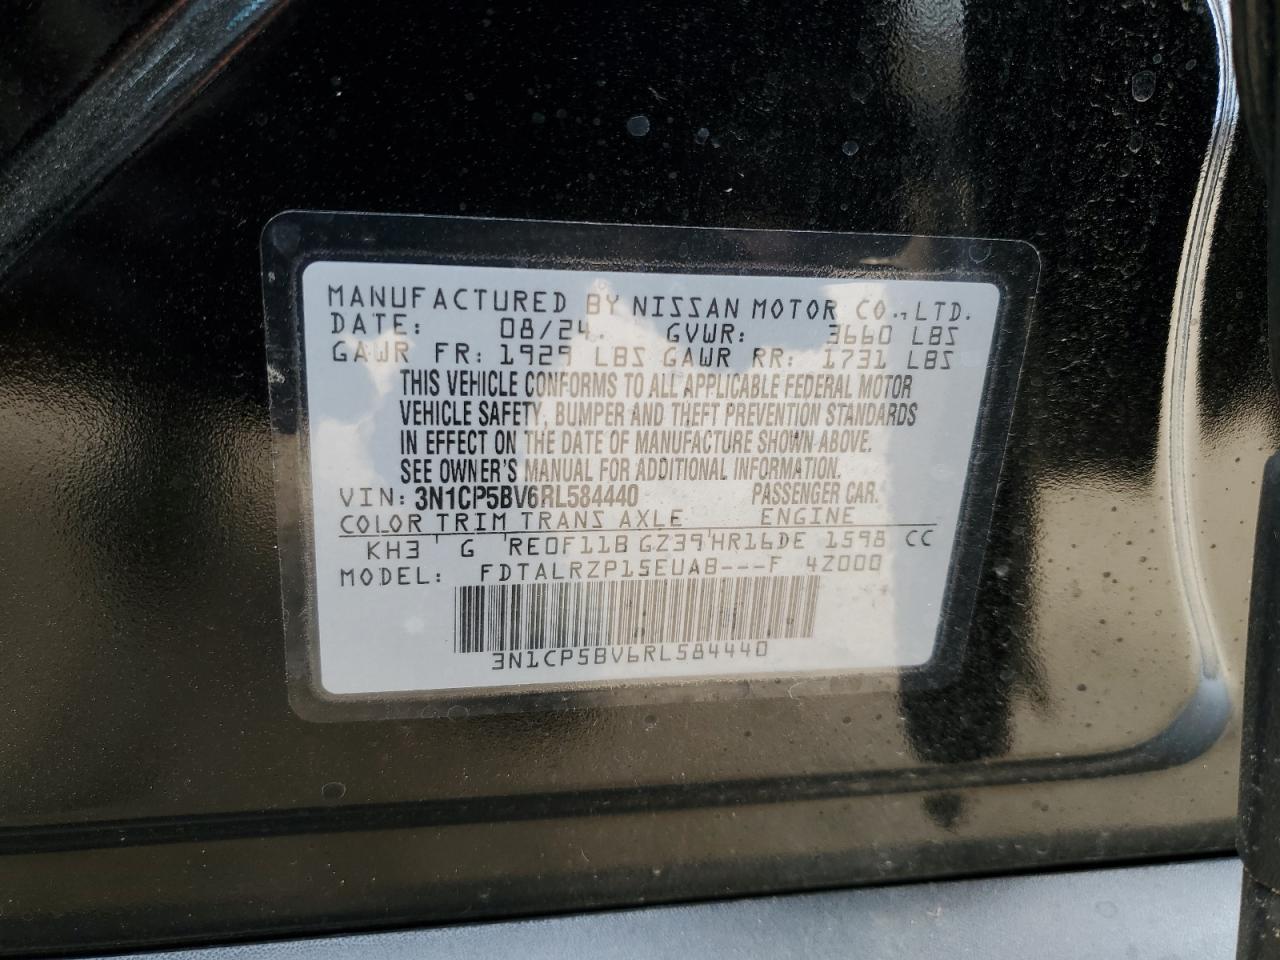 MANUFACTURED BY NISSAN MOTOR CO., LTD.
DATE: 08/24. GVWR: 3660 LBS
GAWR FR: 1929 LBS GAWR RR: 1731 LBS
THIS VEHICLE CONFORMS TO ALL APPLICABLE FEDERAL MOTOR
VEHICLE SAFETY, BUMPER AND THEFT PREVENTION STANDARDS
IN EFFECT ON THE DATE OF MANUFACTURE SHOWN ABOVE.
SEE OWNER'S MANUAL FOR ADDITIONAL INFORMATION.
VIN: 3N1CP5BV6RL584440 PASSENGER CAR.
COLOR TRIM TRANS AXLE ENGINE
KH3 G RE0F11B GZ39 HR16DE 1598 CC
MODEL: FDTALRZP15EUAB---F 4Z000
3N1CP5BV6RL584440